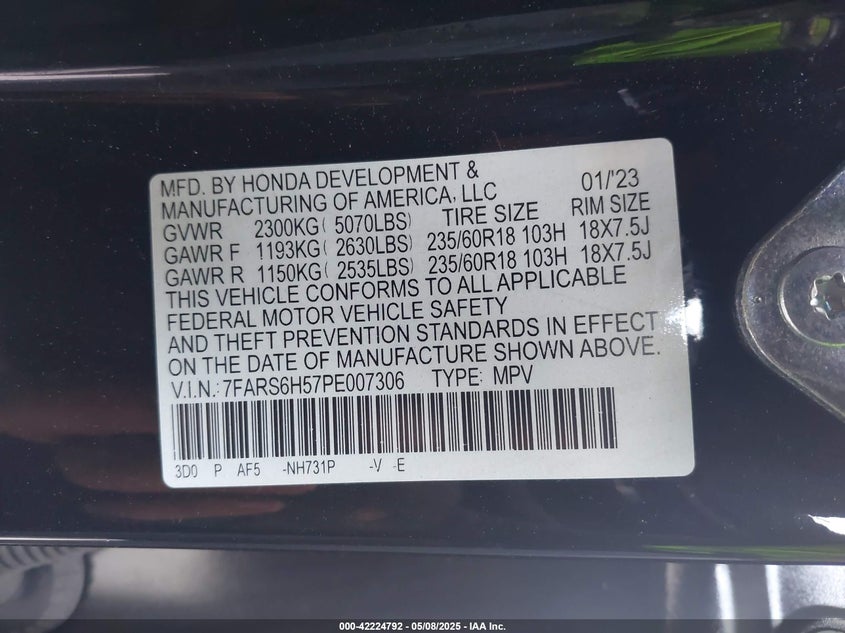 MFD. BY HONDA DEVELOPMENT & 01/'23
MANUFACTURING OF AMERICA, LLC
TIRE SIZE RIM SIZE
GVWR 2300KG( 5070LBS)
GAWR F 1193KG( 2630LBS) 235/60R18 103H 18X7.5J
GAWR R 1150KG( 2535LBS) 235/60R18 103H 18X7.5J
THIS VEHICLE CONFORMS TO ALL APPLICABLE
FEDERAL MOTOR VEHICLE SAFETY
AND THEFT PREVENTION STANDARDS IN EFFECT
ON THE DATE OF MANUFACTURE SHOWN ABOVE.
V.I.N.:7FARS6H57PE007306 TYPE: MPV
3D0 P AF5 -NH731P -V -E
000-42224792 - 05/08/2025 - IAA Inc.